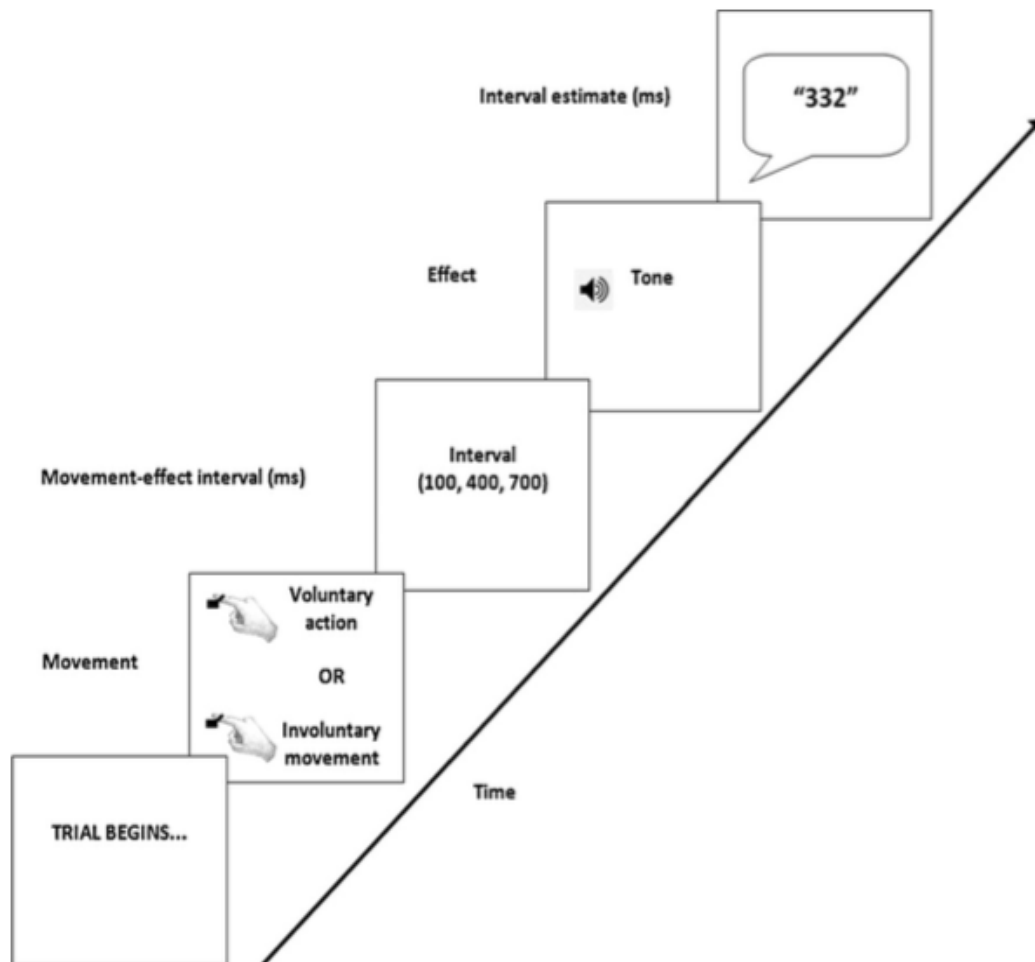 Interval estimate (ms)
“332”
Effect
Tone
Movement-effect interval (ms)
Interval
(100, 400, 700)
Movement
Voluntary
action
OR
Involuntary
movement
Time
TRIAL BEGINS...